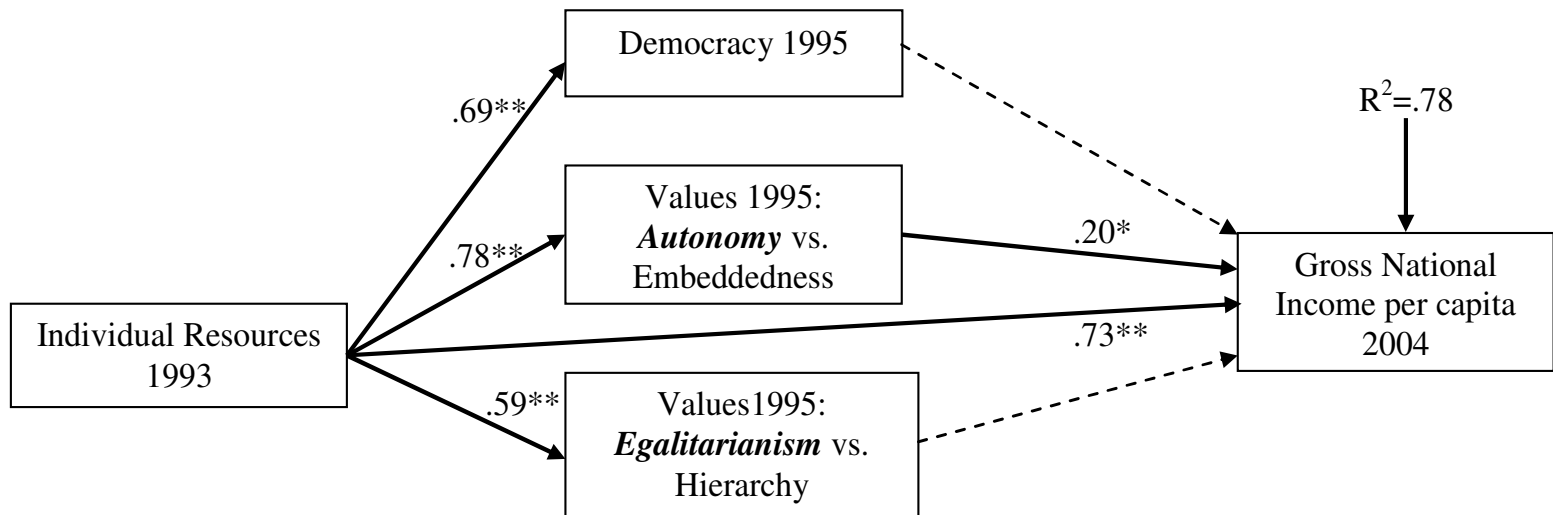 Democracy 1995
R²=.78
.69**
Values 1995:
Autonomy vs.
Embeddedness
.78**
.20*
Gross National
Income per capita
2004
Individual Resources
1993
.73**
.59**
Values1995:
Egalitarianism vs.
Hierarchy